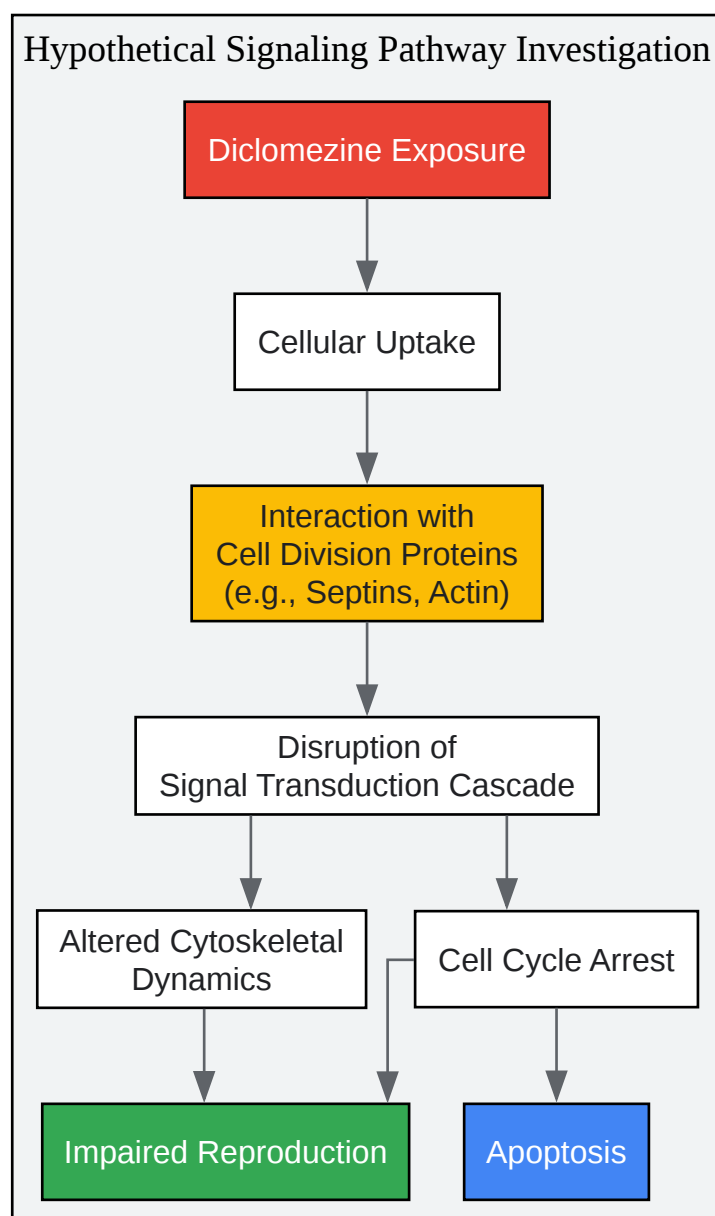 Hypothetical Signaling Pathway Investigation
Diclomezine Exposure
Cellular Uptake
Interaction with
Cell Division Proteins
(e.g., Septins, Actin)
Disruption of
Signal Transduction Cascade
Altered Cytoskeletal
Dynamics
Cell Cycle Arrest
Impaired Reproduction
Apoptosis